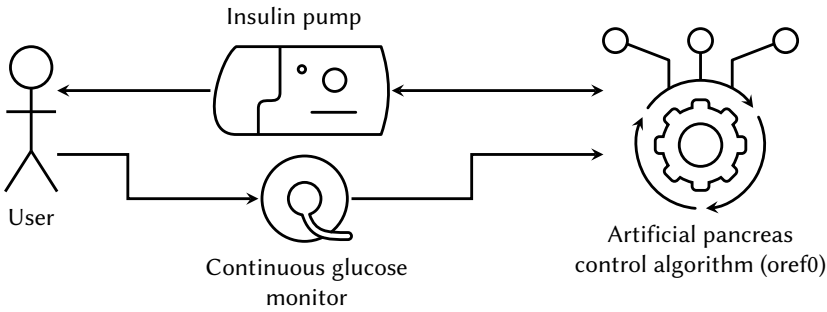 Insulin pump
User
Continuous glucose
monitor
Artificial pancreas
control algorithm (oref0)